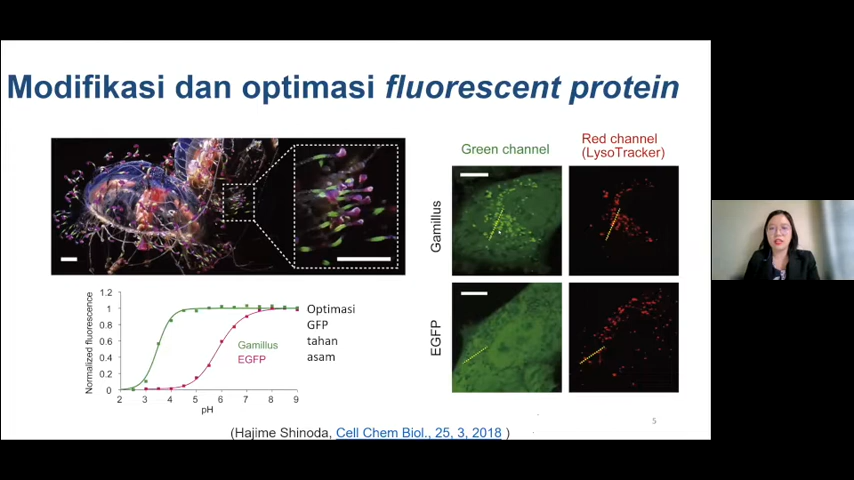 Modifikasi dan optimasi fluorescent protein
Green channel
Red channel
(LysoTracker)
Gamillus
EGFP
Normalized fluorescence
1.2
1
0.8
0.6
0.4
0.2
0
2 3 4 5 6 7 8 9
pH
Gamillus
EGFP
Optimasi
GFP
tahan
asam
(Hajime Shinoda, Cell Chem Biol., 25, 3, 2018 )
5